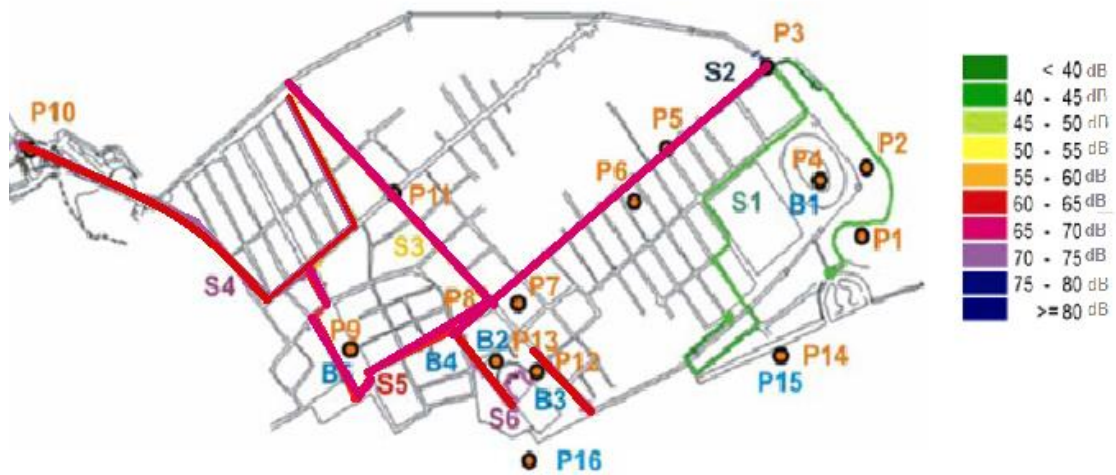 P3
S2
< 40 dB
P10
40 - 45 dB
45 - 50 dB
P5
50 - 55 dB
P2
P4
55 - 60 dB
P6
B1
S1
60 - 65 dB
P11
65 - 70 dB
P1
S3
70 - 75 dB
S4
75 - 80 dB
P8
P7
>= 80 dB
P9
B2
P13
B4
P12
P14
S5
B3
P15
S6
P16